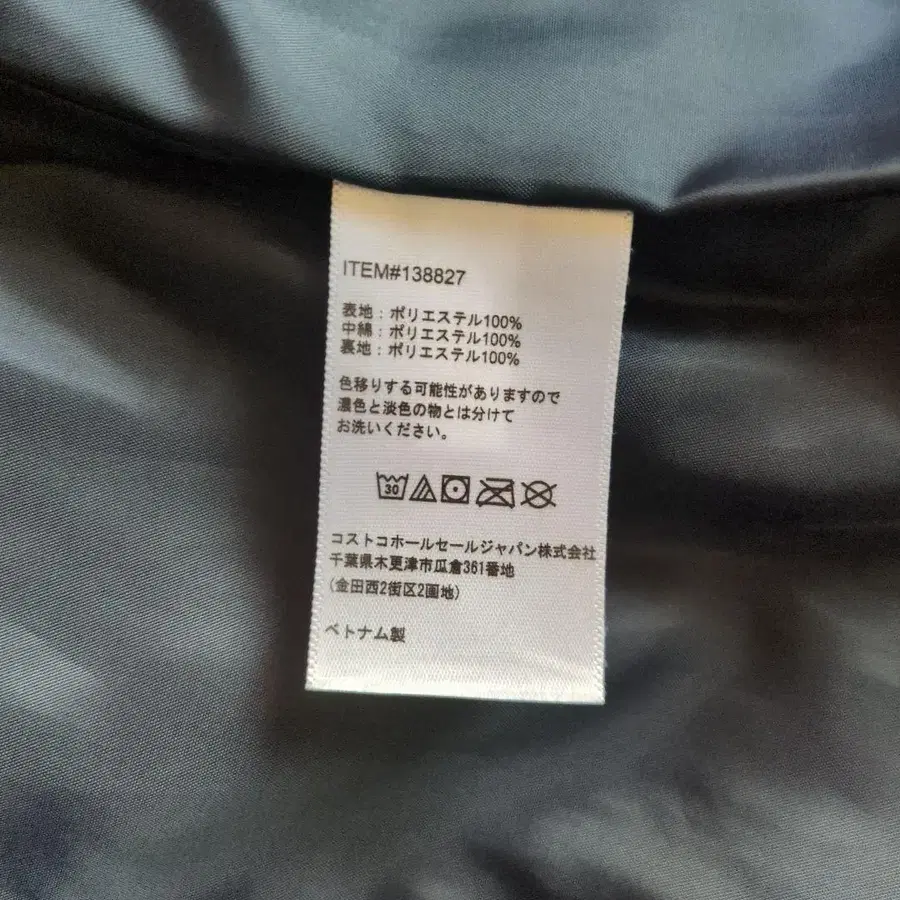 ITEM#138827
表地：ポリエステル100%
中綿：ポリエステル100%
裏地：ポリエステル100%
色移りする可能性がありますので
濃色と淡色の物とは分けて
お洗いください。
30
コストコホールセールジャパン株式会社
千葉県木更津市瓜倉361番地
(金田西2街区2画地)
ベトナム製